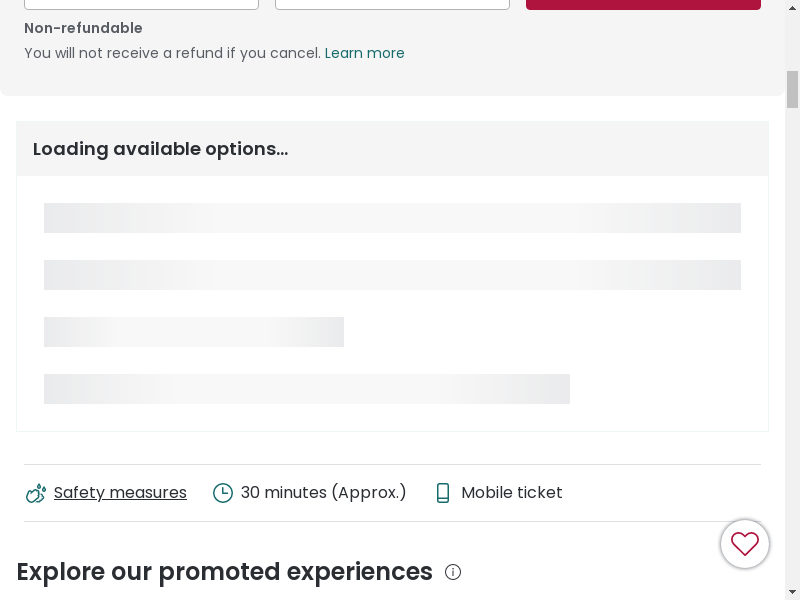 Non-refundable
You will not receive a refund if you cancel. Learn more
Loading available options...
Safety measures 30 minutes (Approx.) Mobile ticket
Explore our promoted experiences